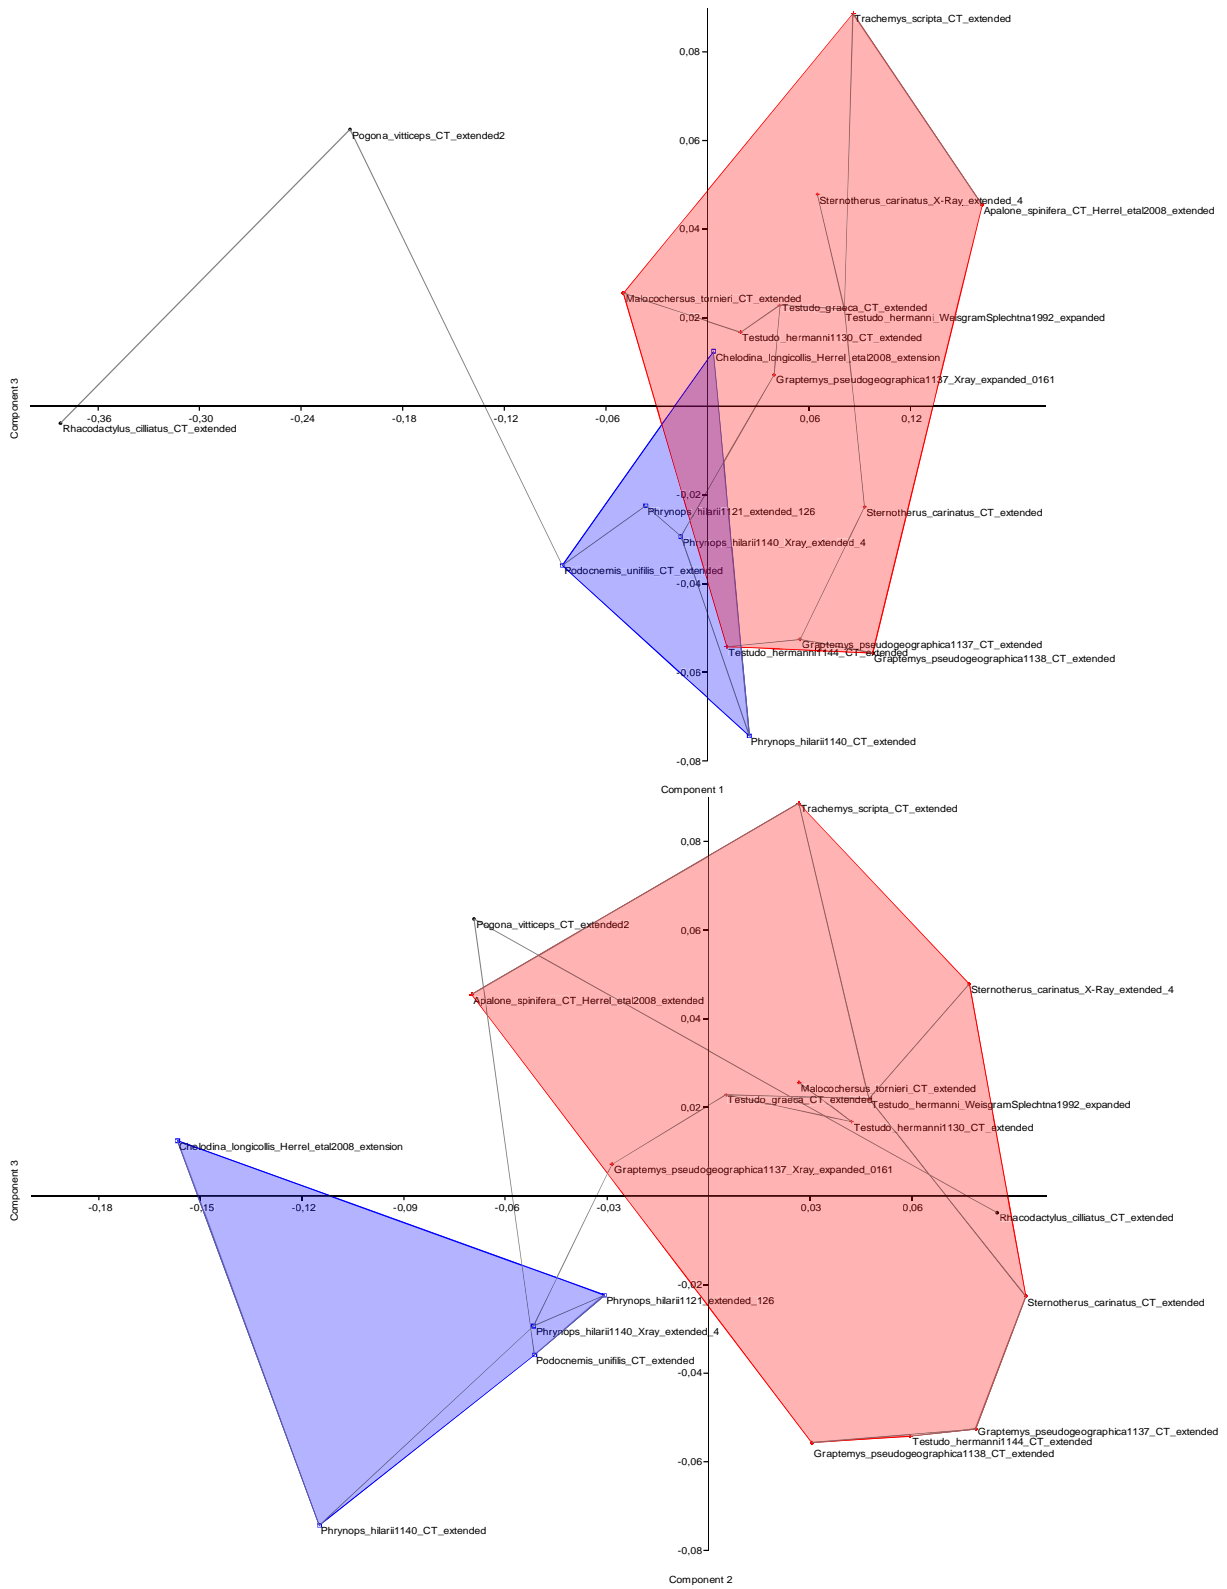 Trachemys_scripta_CT_extended
0,08
Pogona_vitticeps_CT_extended2
0,06
Sternotherus_carinatus_X-Ray_extended_4
Apalone_spinifera_CT_Herrel_etal2008_extended
0,04
Malocochersus_tornieri_CT_extended
Testudo_graeca_CT_extended
0,02
Testudo_hermanni_WeisgramSplechtna1992_expanded
Testudo_hermanni1130_CT_extended
Chelodina_longicollis_Herrel_etal2008_extension
Graptemys_pseudogeographica1137_Xray_expanded_0161
Component 3
-0,36 -0,30 -0,24 -0,18 -0,12 -0,06 0,06 0,12
Rhacodactylus_cilliatus_CT_extended
-0,02
Phrynops_hilarii1121_extended_126
Sternotherus_carinatus_CT_extended
Phrynops_hilarii1140_Xray_extended_4
Podocnemis_unifilis_CT_extended
-0,04
Graptemys_pseudogeographica1137_CT_extended
Testudo_hermanni1144_CT_extended
Graptemys_pseudogeographica1138_CT_extended
-0,06
Phrynops_hilarii1140_CT_extended
-0,08
Component 1
Trachemys_scripta_CT_extended
0,08
Pogona_vitticeps_CT_extended2
0,06
Sternotherus_carinatus_X-Ray_extended_4
Apalone_spinifera_CT_Herrel_etal2008_extended
0,04
Malocochersus_tornieri_CT_extended
Testudo_graeca_CT_extended
0,02
Testudo_hermanni_WeisgramSplechtna1992_expanded
Testudo_hermanni1130_CT_extended
Chelodina_longicollis_Herrel_etal2008_extension
Graptemys_pseudogeographica1137_Xray_expanded_0161
Component 3
-0,18 -0,15 -0,12 -0,09 -0,06 -0,03 0,03 0,06
Rhacodactylus_cilliatus_CT_extended
-0,02
Phrynops_hilarii1121_extended_126
Sternotherus_carinatus_CT_extended
Phrynops_hilarii1140_Xray_extended_4
Podocnemis_unifilis_CT_extended
-0,04
Graptemys_pseudogeographica1137_CT_extended
Testudo_hermanni1144_CT_extended
Graptemys_pseudogeographica1138_CT_extended
-0,06
Phrynops_hilarii1140_CT_extended
-0,08
Component 2